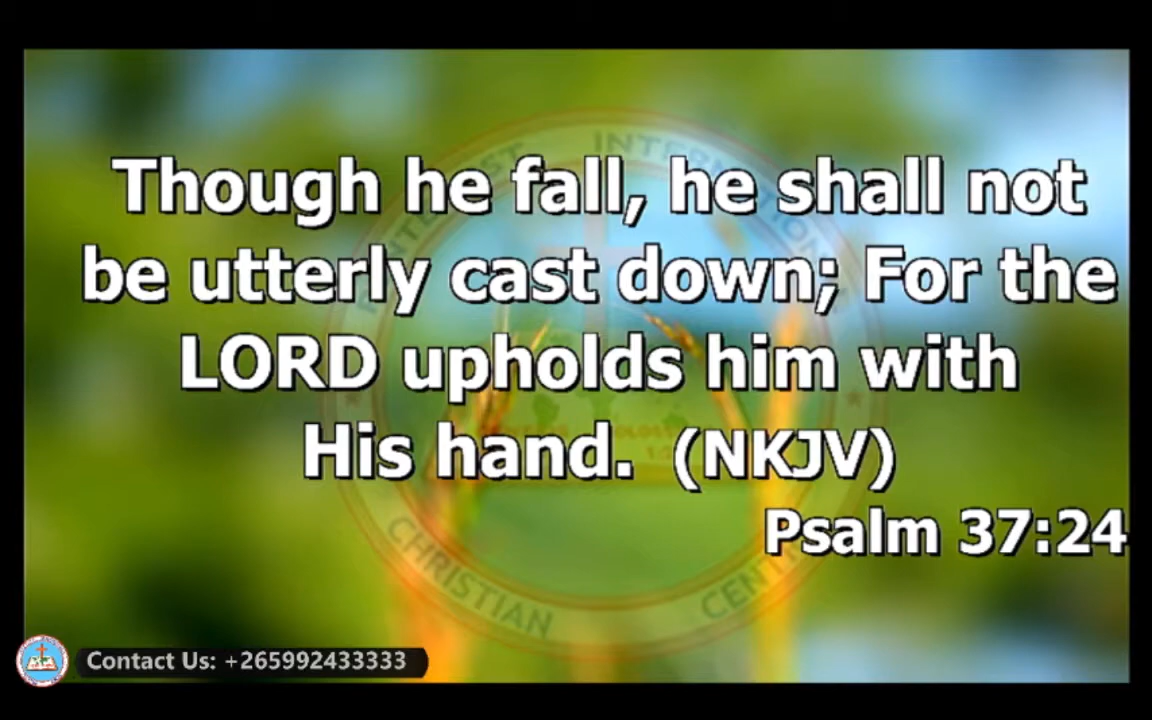 Though he fall, he shall not
be utterly cast down; For the
LORD upholds him with
His hand. (NKJV)
Psalm 37:24
CHRISTIAN
Contact Us: +265992433333